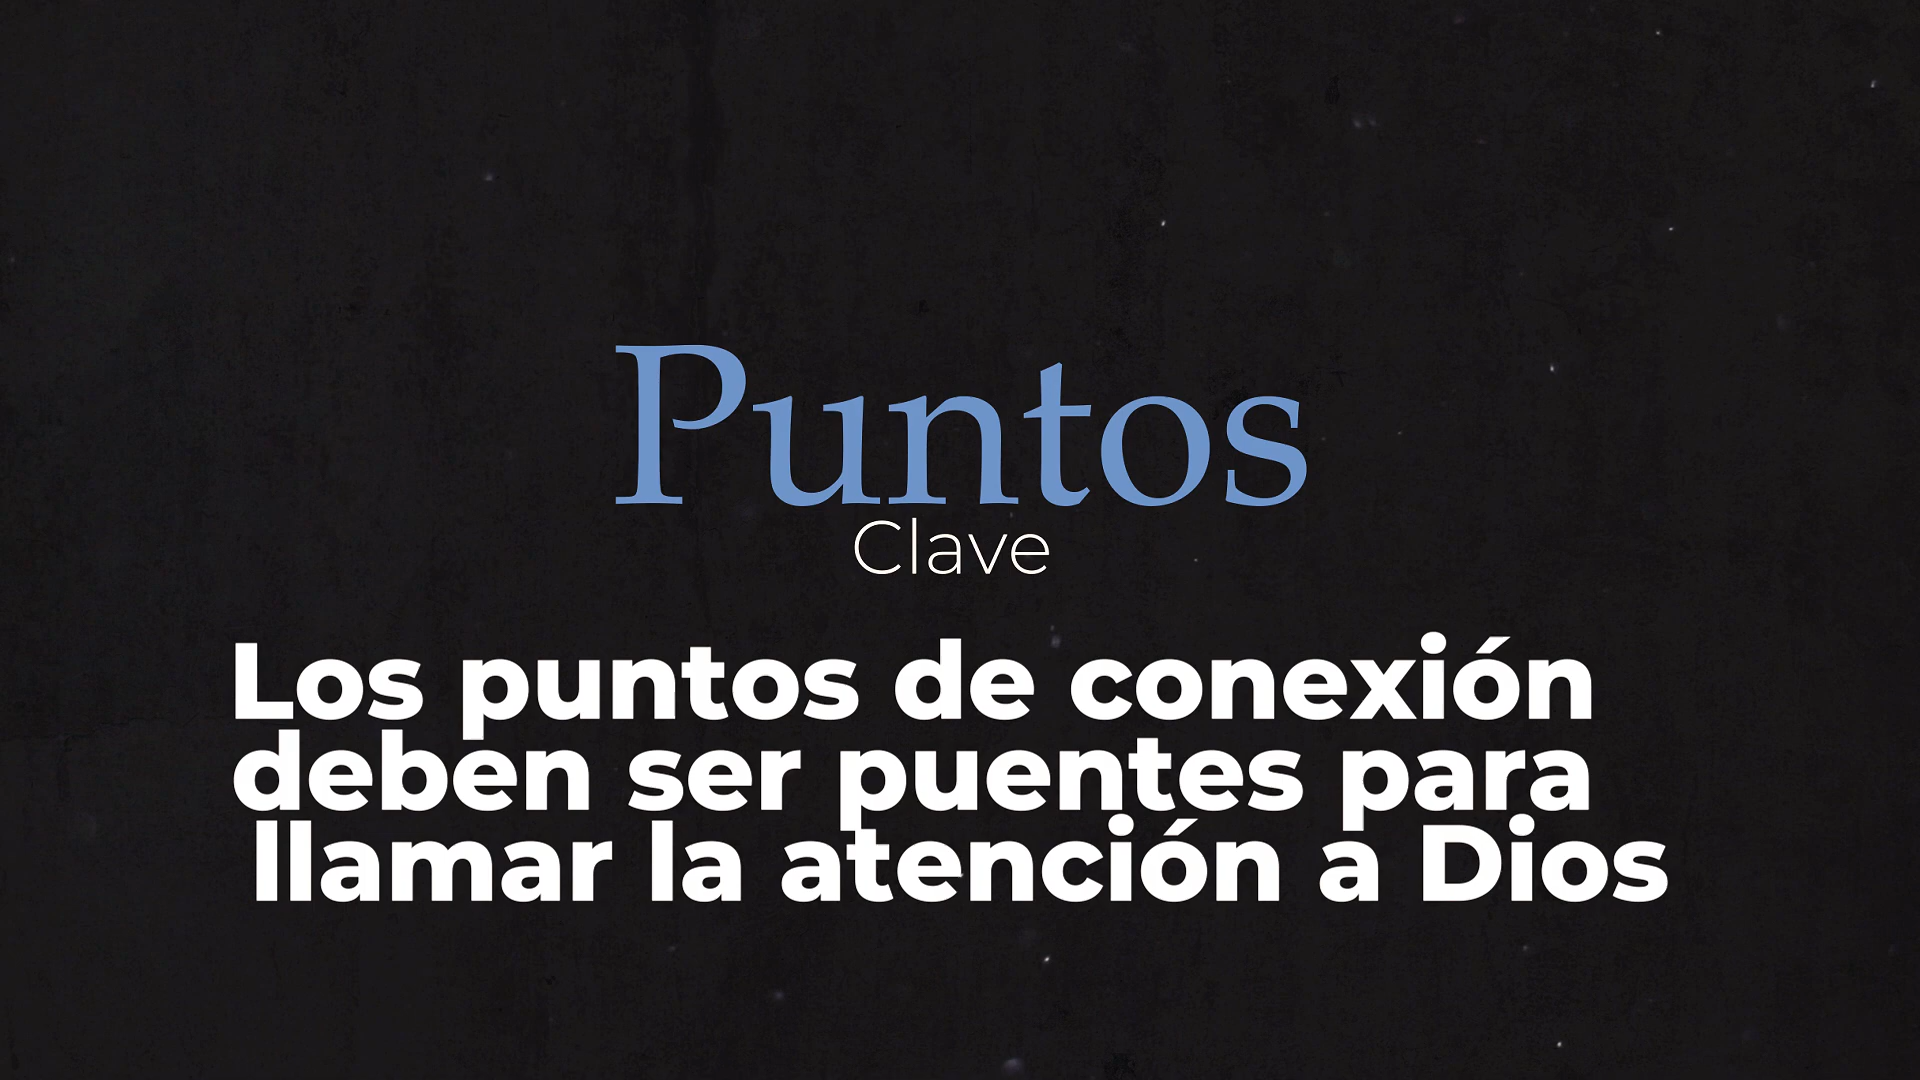 Puntos
Clave
Los puntos de conexión
deben ser puentes para
llamar la atención a Dios